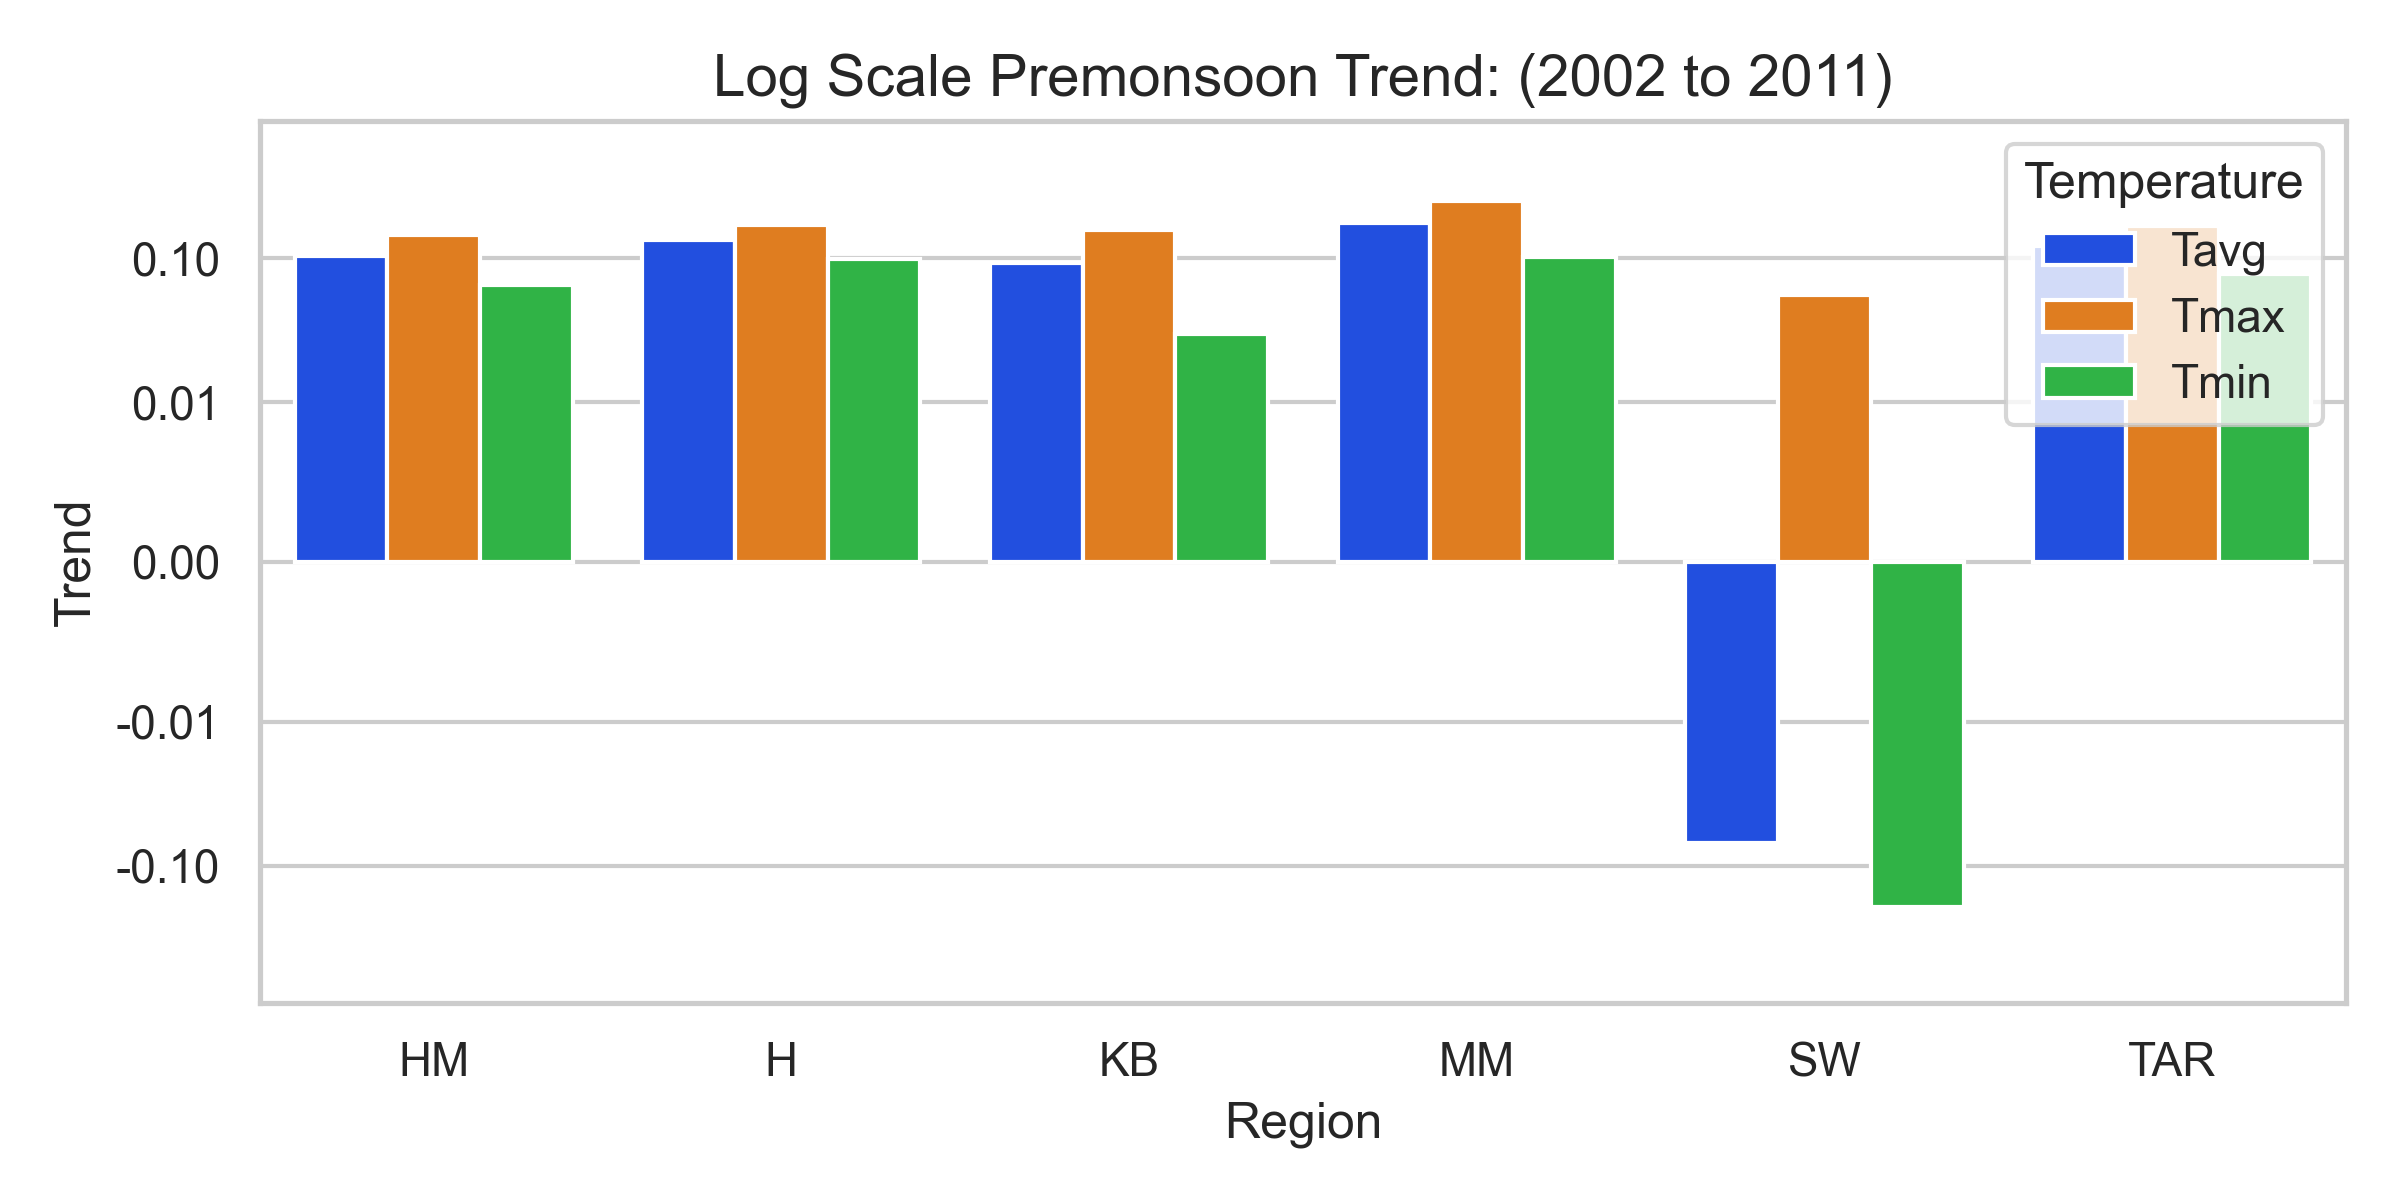 Log Scale Premonsoon Trend: (2002 to 2011)
Temperature
Tavg
Tmax
Tmin
0.10
0.01
0.00
-0.01
-0.10
Trend
HM H KB MM SW TAR
Region